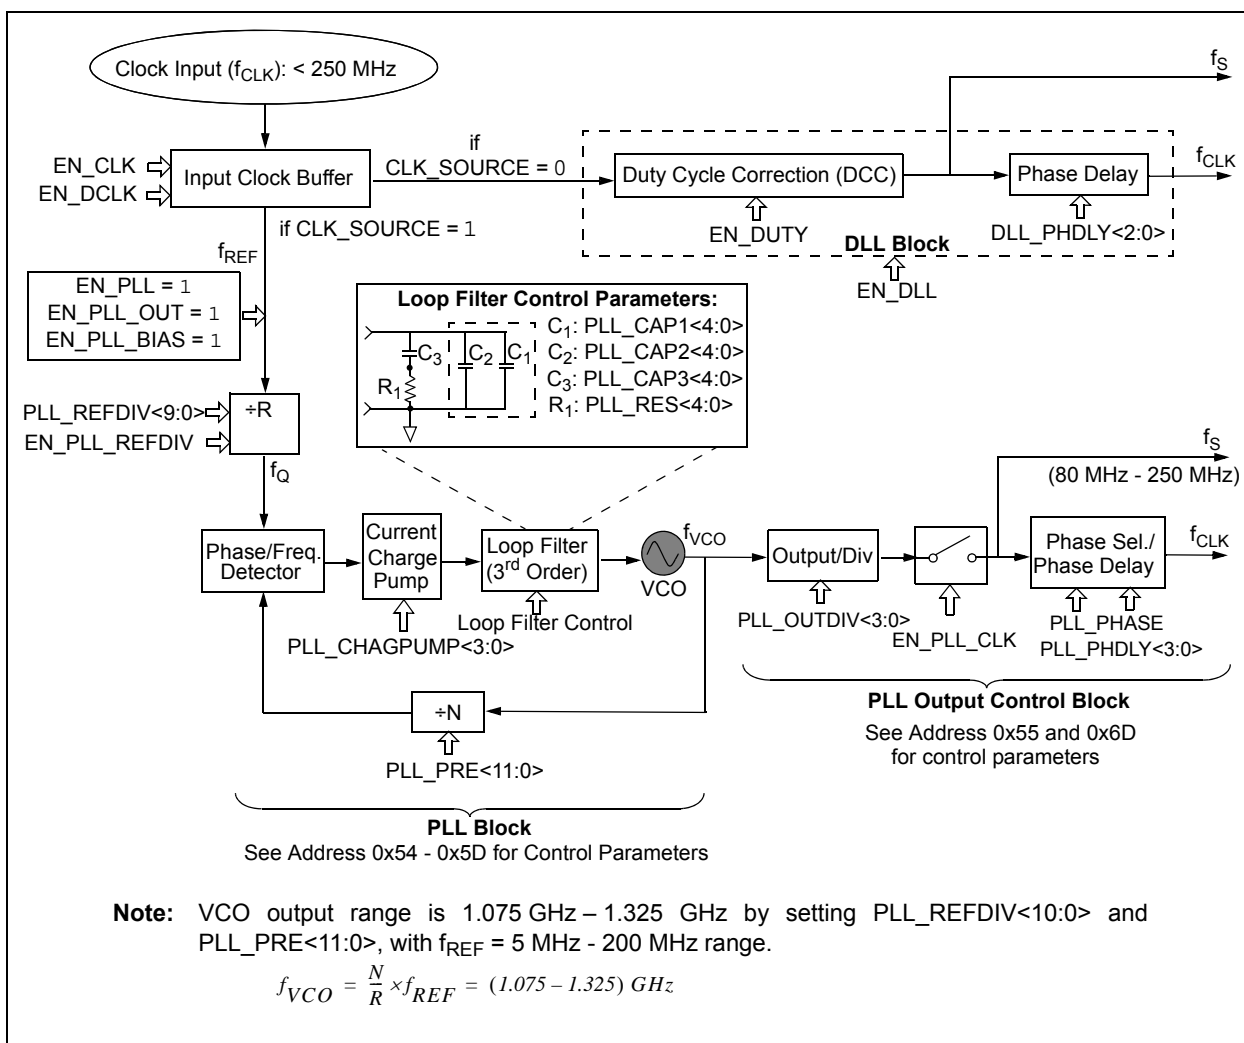 Clock Input (fCLK): < 250 MHz
fS
EN_CLK
EN_DCLK
Input Clock Buffer
if
CLK_SOURCE = 0
Duty Cycle Correction (DCC)
Phase Delay
fCLK
EN_DUTY
DLL_PHDLY<2:0>
DLL Block
EN_DLL
if CLK_SOURCE = 1
fREF
EN_PLL = 1
EN_PLL_OUT = 1
EN_PLL_BIAS = 1
Loop Filter Control Parameters:
C3
C2
C1
R1
C1: PLL_CAP1<4:0>
C2: PLL_CAP2<4:0>
C3: PLL_CAP3<4:0>
R1: PLL_RES<4:0>
PLL_REFDIV<9:0>
EN_PLL_REFDIV
÷R
fQ
fS
(80 MHz - 250 MHz)
Phase/Freq.
Detector
Current
Charge
Pump
Loop Filter
(3rd Order)
fVCO
VCO
Output/Div
Phase Sel./
Phase Delay
fCLK
Loop Filter Control
PLL_CHAGPUMP<3:0>
PLL_OUTDIV<3:0>
EN_PLL_CLK
PLL_PHASE
PLL_PHDLY<3:0>
÷N
PLL_PRE<11:0>
PLL Output Control Block
See Address 0x55 and 0x6D
for control parameters
PLL Block
See Address 0x54 - 0x5D for Control Parameters
Note: VCO output range is 1.075 GHz – 1.325 GHz by setting PLL_REFDIV<10:0> and
PLL_PRE<11:0>, with fREF = 5 MHz - 200 MHz range.
fVCO = N/R × fREF = (1.075 – 1.325) GHz